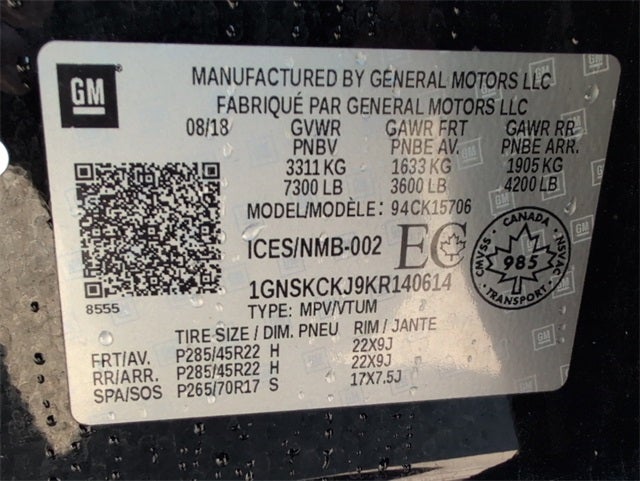 GM
MANUFACTURED BY GENERAL MOTORS LLC
FABRIQUÉ PAR GENERAL MOTORS LLC
08/18 GVWR GAWR FRT GAWR RR
PNBV PNBE AV. PNBE ARR.
3311 KG 1633 KG 1905 KG
7300 LB 3600 LB 4200 LB
MODEL/MODÈLE: 94CK15706
ICES/NMB-002 EC
CANADA
CMVSS 985 NSVAC
TRANSPORT
1GNSKCKJ9KR140614
8555
TYPE: MPV/VTUM
TIRE SIZE / DIM. PNEU RIM / JANTE
FRT/AV. P285/45R22 H 22X9J
RR/ARR. P285/45R22 H 22X9J
SPA/SOS P265/70R17 S 17X7.5J